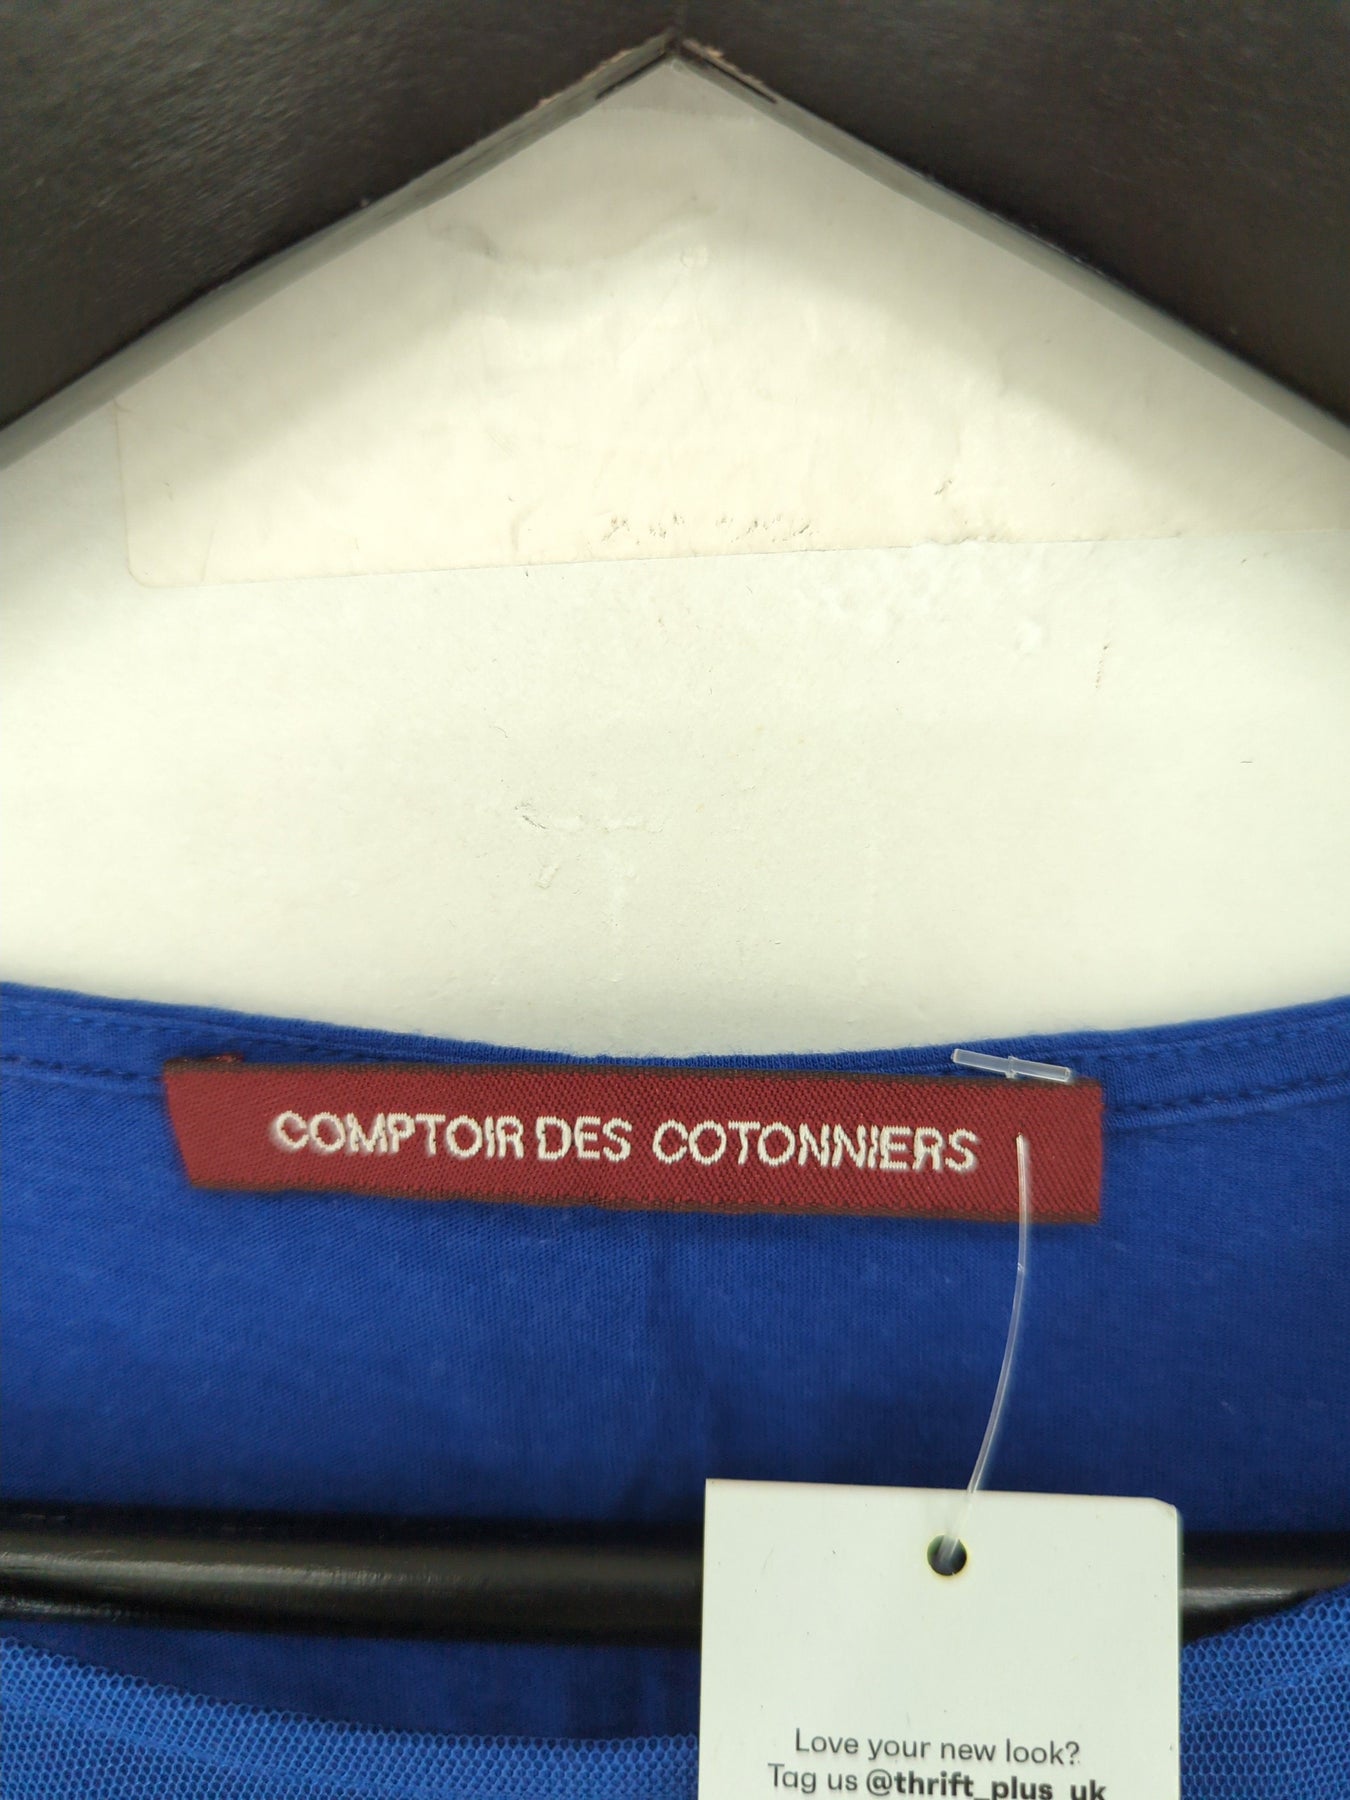 COMPTOIR DES COTONNIERS
Love your new look?
Tag us @thrift_plus_uk